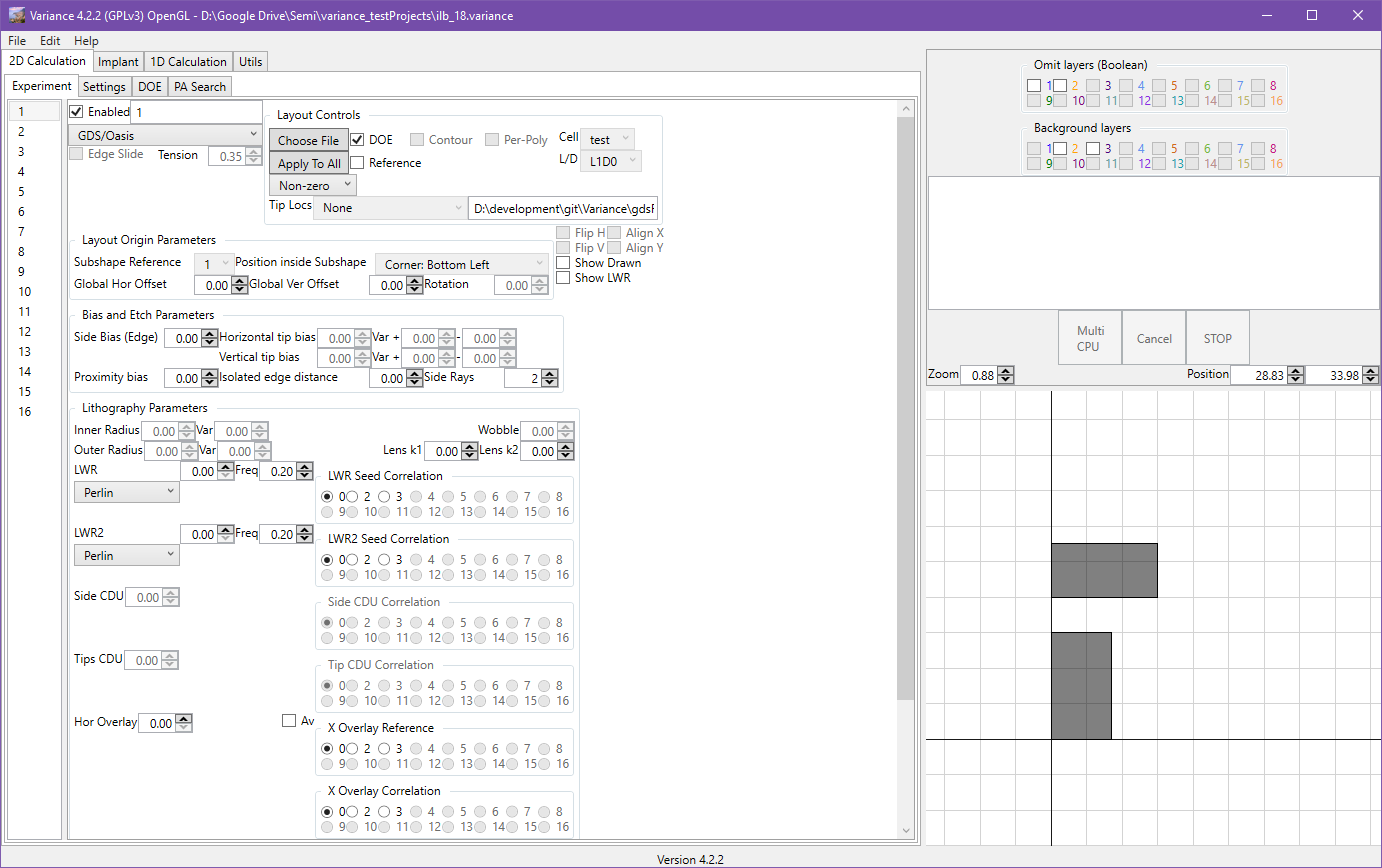 Variance 4.2.2 (GPLv3) OpenGL - D:\Google Drive\Semi\variance_testProjects\ilb_18.variance
File Edit Help
2D Calculation Implant 1D Calculation Utils
Experiment Settings DOE PA Search
1
2
3
4
5
6
7
8
9
10
11
12
13
14
15
16
Enabled 1
GDS/Oasis
Edge Slide Tension 0.35
Layout Controls
Choose File DOE Contour Per-Poly Cell test
Apply To All Reference L/D L1D0
Non-zero
Tip Locs None D:\development\git\Variance\gdsF
Flip H Align X
Flip V Align Y
Show Drawn
Show LWR
Layout Origin Parameters
Subshape Reference 1 Position inside Subshape Corner: Bottom Left
Global Hor Offset 0.00 Global Ver Offset 0.00 Rotation 0.00
Bias and Etch Parameters
Side Bias (Edge) 0.00 Horizontal tip bias 0.00 Var + 0.00 - 0.00
Vertical tip bias 0.00 Var + 0.00 - 0.00
Proximity bias 0.00 Isolated edge distance 0.00 Side Rays 2
Lithography Parameters
Inner Radius 0.00 Var 0.00 Wobble 0.00
Outer Radius 0.00 Var 0.00 Lens k1 0.00 Lens k2 0.00
LWR 0.00 Freq 0.20
Perlin
LWR Seed Correlation
0 2 3 4 5 6 7 8
9 10 11 12 13 14 15 16
LWR2 0.00 Freq 0.20
Perlin
LWR2 Seed Correlation
0 2 3 4 5 6 7 8
9 10 11 12 13 14 15 16
Side CDU 0.00
Side CDU Correlation
0 2 3 4 5 6 7 8
9 10 11 12 13 14 15 16
Tips CDU 0.00
Tip CDU Correlation
0 2 3 4 5 6 7 8
9 10 11 12 13 14 15 16
Hor Overlay 0.00 Av
X Overlay Reference
0 2 3 4 5 6 7 8
9 10 11 12 13 14 15 16
X Overlay Correlation
0 2 3 4 5 6 7 8
9 10 11 12 13 14 15 16
Omit layers (Boolean)
1 2 3 4 5 6 7 8
9 10 11 12 13 14 15 16
Background layers
1 2 3 4 5 6 7 8
9 10 11 12 13 14 15 16
Multi
CPU
Cancel
STOP
Zoom 0.88 Position 28.83 33.98
Version 4.2.2